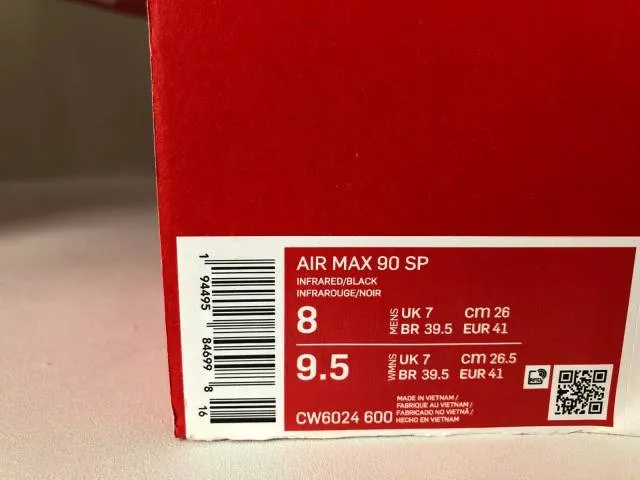 1 94495 84699 8 16
AIR MAX 90 SP
INFRARED/BLACK
INFRAROUGE/NOIR
8 MENS UK 7 cm 26
BR 39.5 EUR 41
9.5 WMNS UK 7 cm 26.5
BR 39.5 EUR 41
CW6024 600
MADE IN VIETNAM /
FABRIQUE AU VIETNAM /
FABRICADO NO VIETNÃ /
HECHO EN VIETNAM